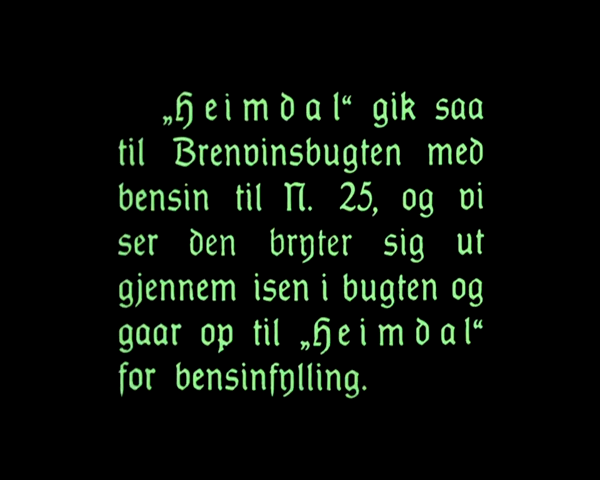 „Heimdal“ gik saa
til Brenvinsbugten med
bensin til N. 25, og vi
ser den bryter sig ut
gjennem isen i bugten og
gaar op til „Heimdal“
for bensinfylling.